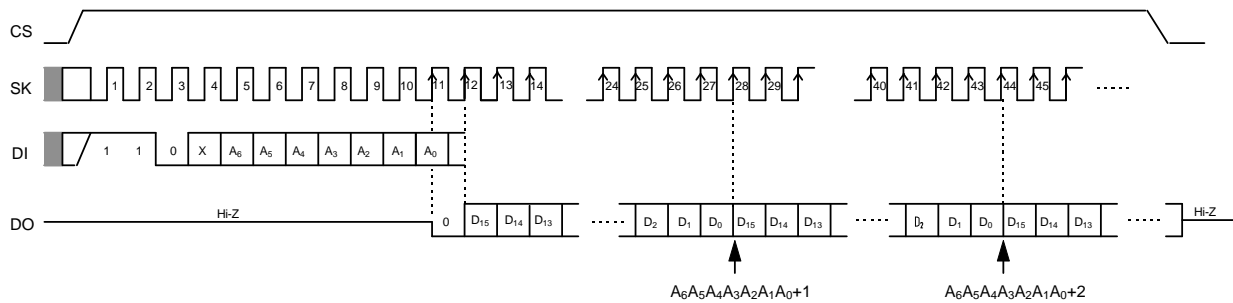 CS
SK 1 2 3 4 5 6 7 8 9 10 11 12 13 14 24 25 26 27 28 29 40 41 42 43 44 45
DI 1 1 0 X A₆ A₅ A₄ A₃ A₂ A₁ A₀
Hi-Z Hi-Z
DO 0 D₁₅ D₁₄ D₁₃ D₂ D₁ D₀ D₁₅ D₁₄ D₁₃ D₂ D₁ D₀ D₁₅ D₁₄ D₁₃
A₆A₅A₄A₃A₂A₁A₀+1 A₆A₅A₄A₃A₂A₁A₀+2